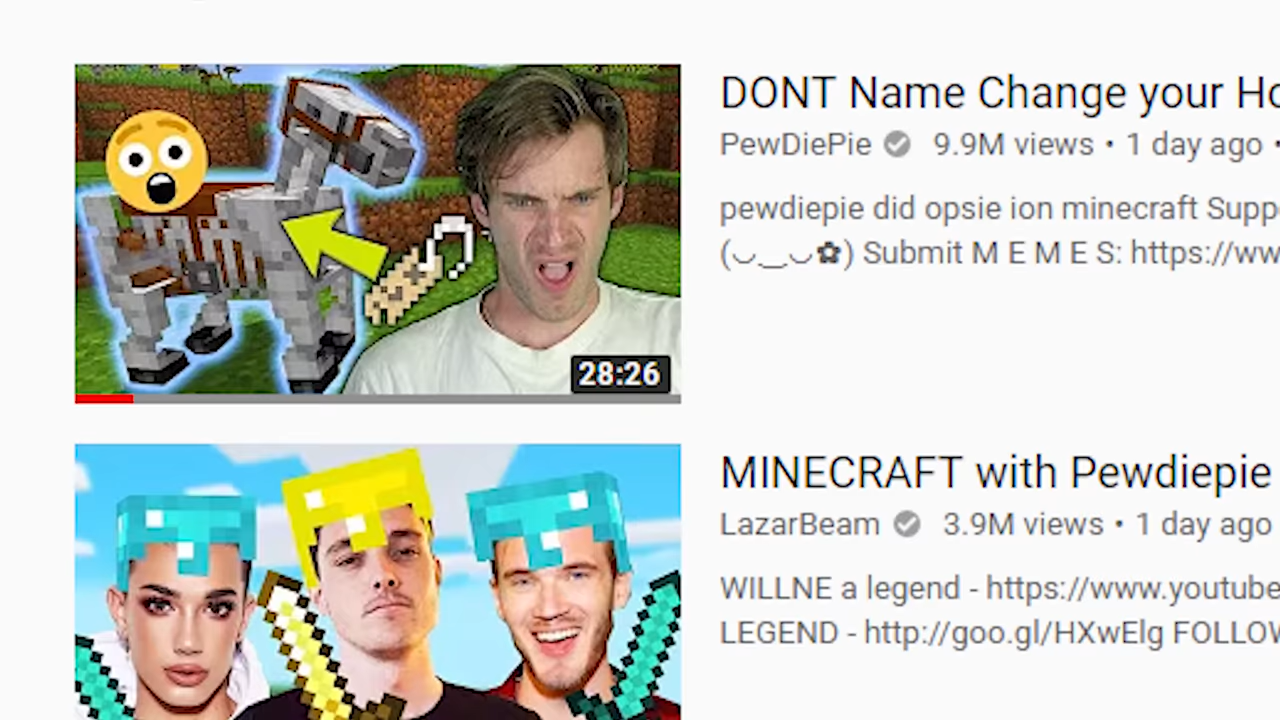 DONT Name Change your Ho
PewDiePie 9.9M views • 1 day ago •
pewdiepie did opsie ion minecraft Supp
(◡‿◡✿) Submit M E M E S: https://ww
28:26
MINECRAFT with Pewdiepie
LazarBeam 3.9M views • 1 day ago
WILLNE a legend - https://www.youtube
LEGEND - http://goo.gl/HXwElg FOLLOW